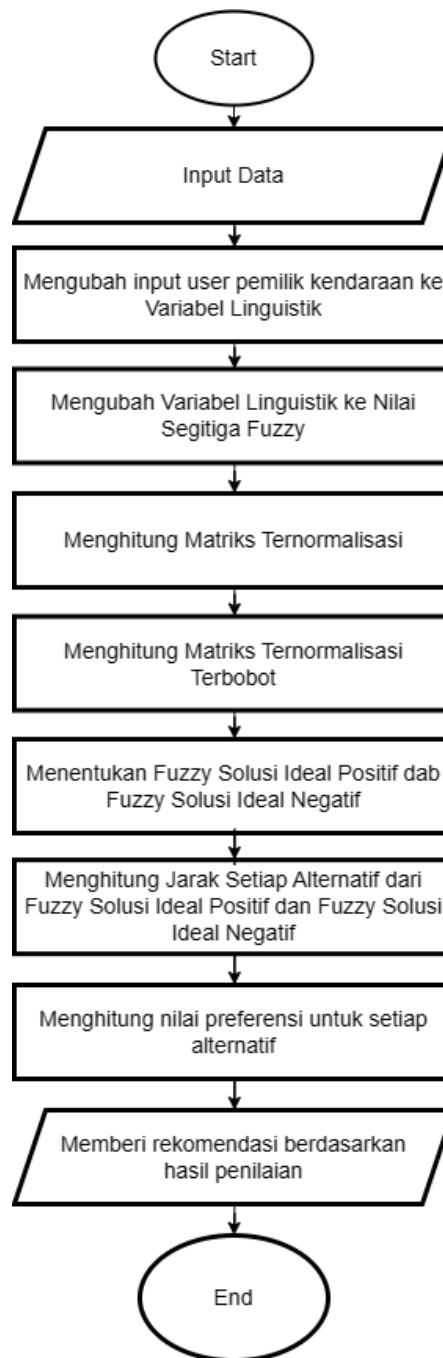 Start
Input Data
Mengubah input user pemilik kendaraan ke
Variabel Linguistik
Mengubah Variabel Linguistik ke Nilai
Segitiga Fuzzy
Menghitung Matriks Ternormalisasi
Menghitung Matriks Ternormalisasi
Terbobot
Menentukan Fuzzy Solusi Ideal Positif dab
Fuzzy Solusi Ideal Negatif
Menghitung Jarak Setiap Alternatif dari
Fuzzy Solusi Ideal Positif dan Fuzzy Solusi
Ideal Negatif
Menghitung nilai preferensi untuk setiap
alternatif
Memberi rekomendasi berdasarkan
hasil penilaian
End